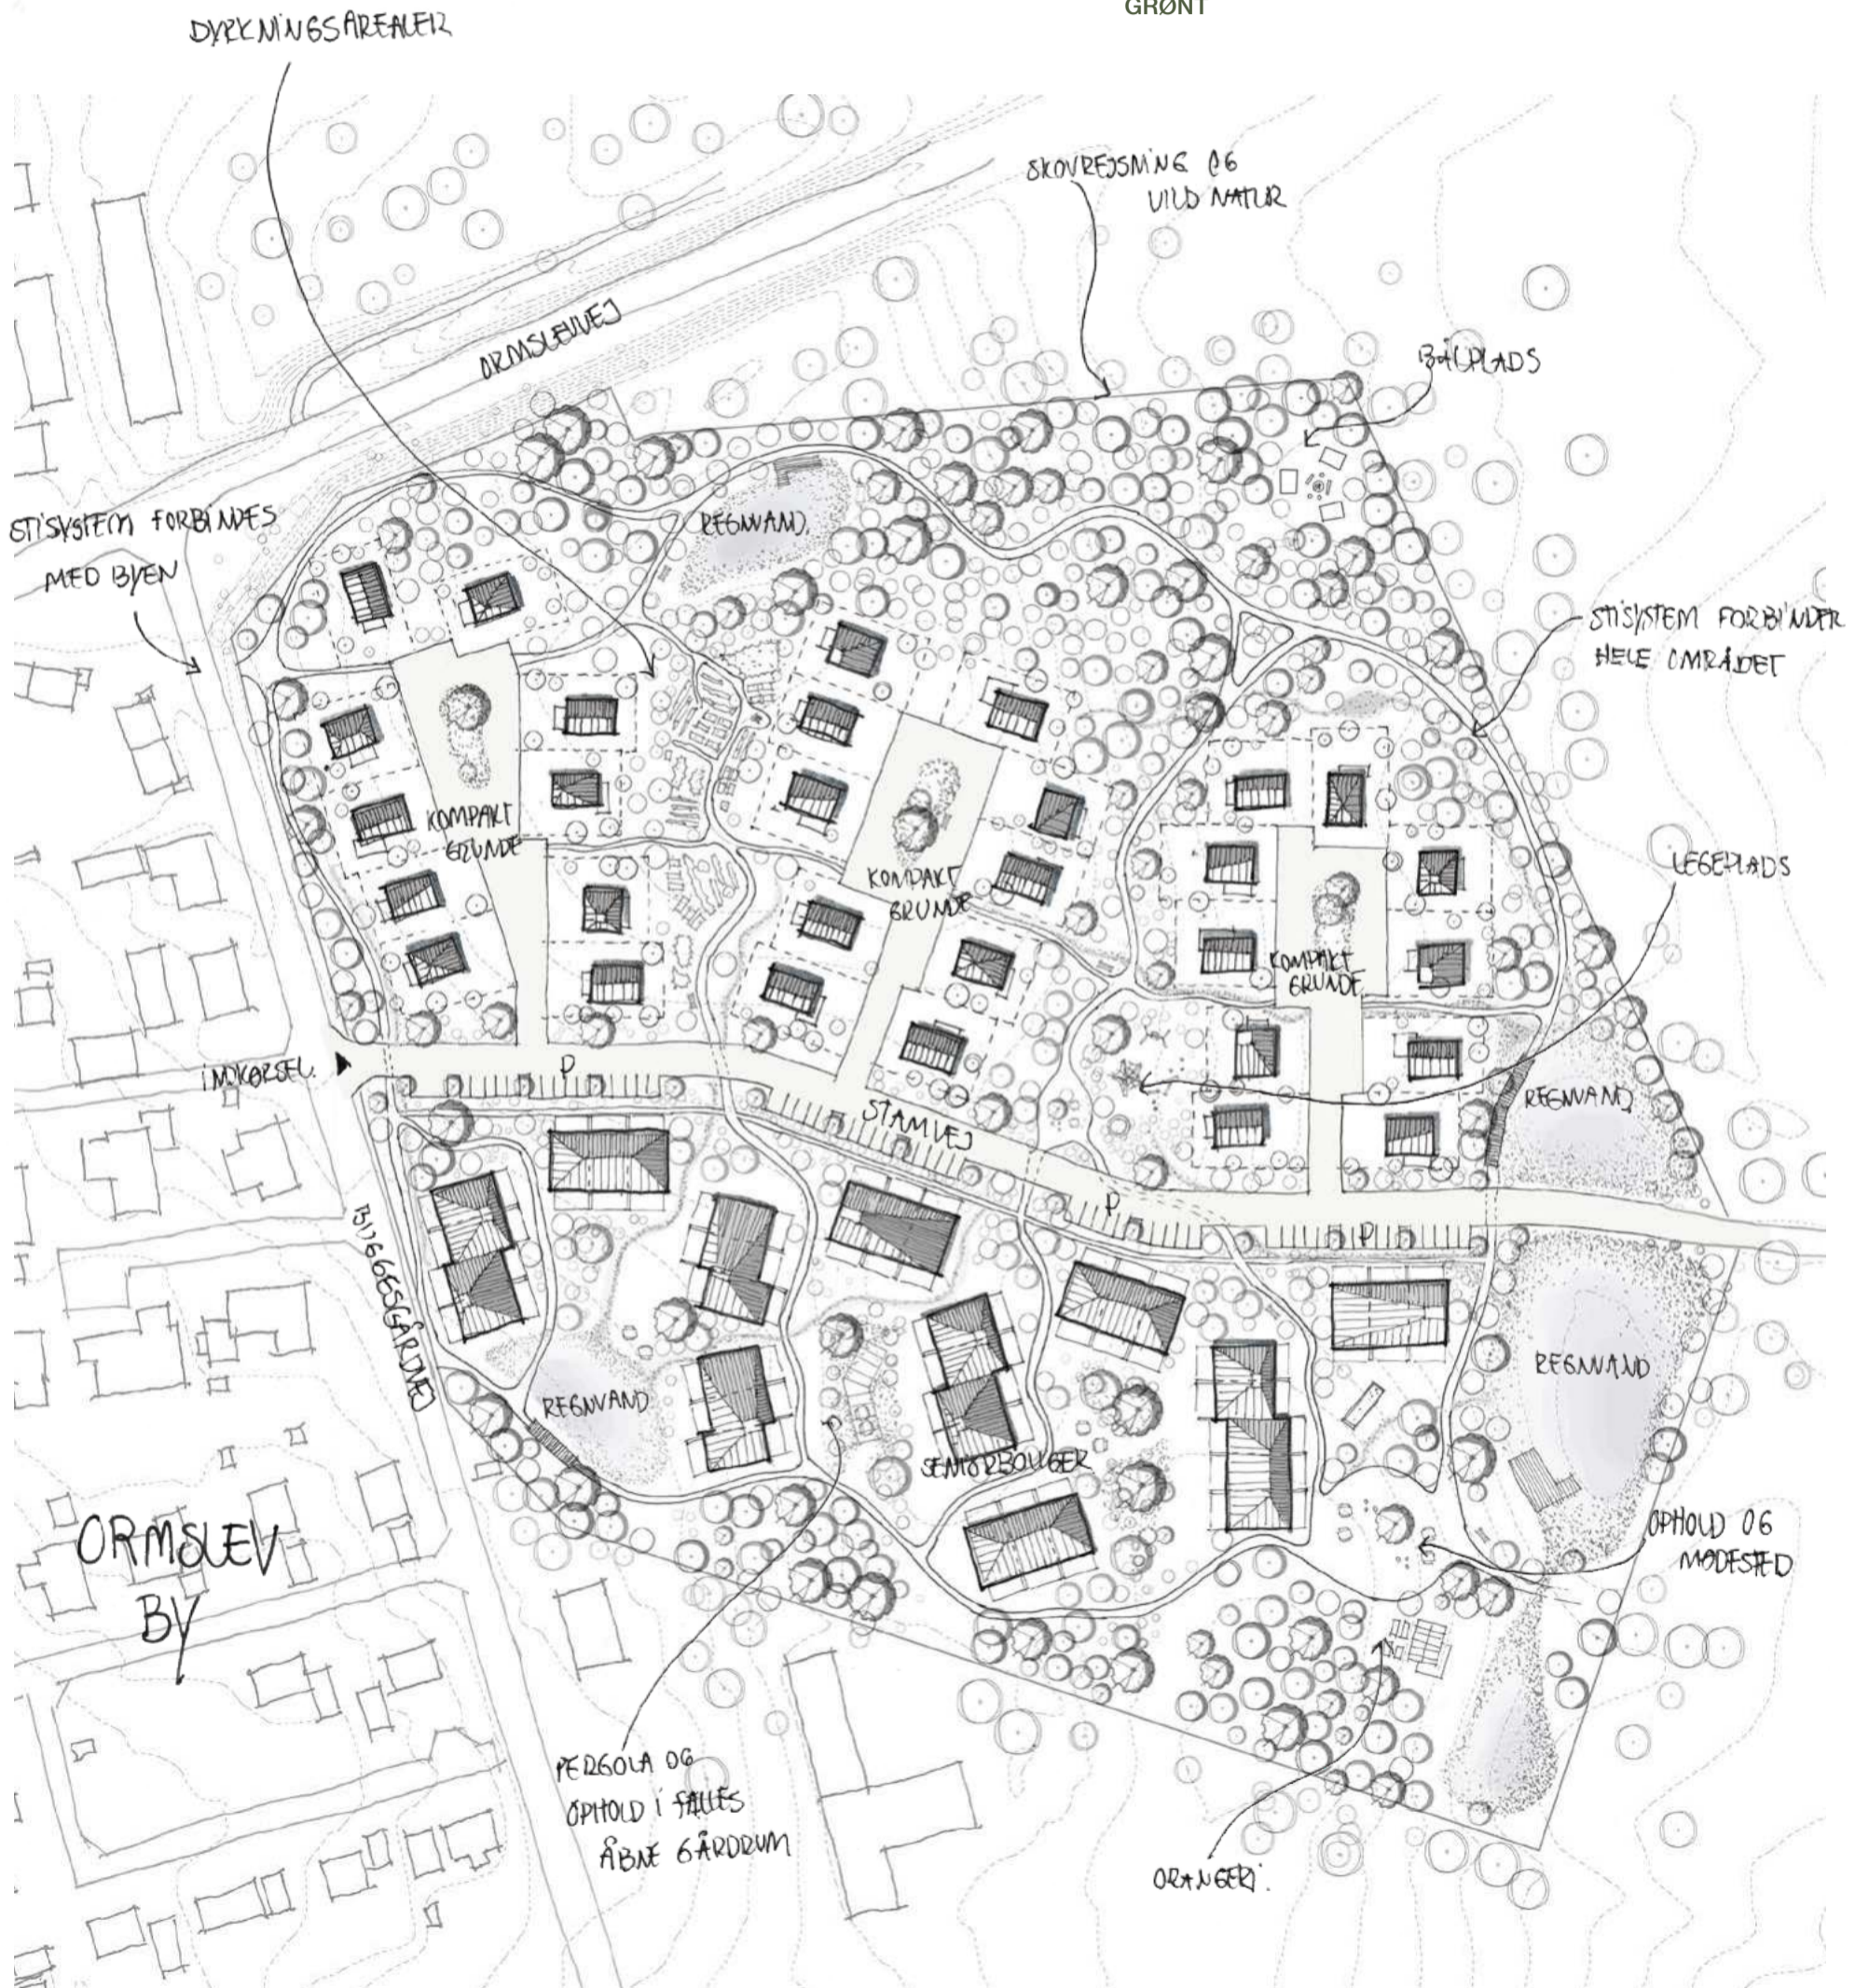 GRØNT
DYRKNINGSAREALER
SKOVREJSNING OG
VILD NATUR
ORMSLEVVEJ
BÅLPLADS
STISYSTEM FORBINDES
MED BYEN
REGNVAND
STISYSTEM FORBINDER
HELE OMRÅDET
KOMPAKT
GRUNDE
KOMPAKT
GRUNDE
LEGEPLADS
KOMPAKT
GRUNDE
INDKØRSEL
P
STAMVEJ
REGNVAND
P
P
BIGGESGÅRDVEJ
REGNVAND
REGNVAND
SENIORBOLIGER
ORMSLEV
BY
OPHOLD OG
MØDESTED
PERGOLA OG
OPHOLD I FÆLLES
ÅBNE GÅRDRUM
ORANGERI